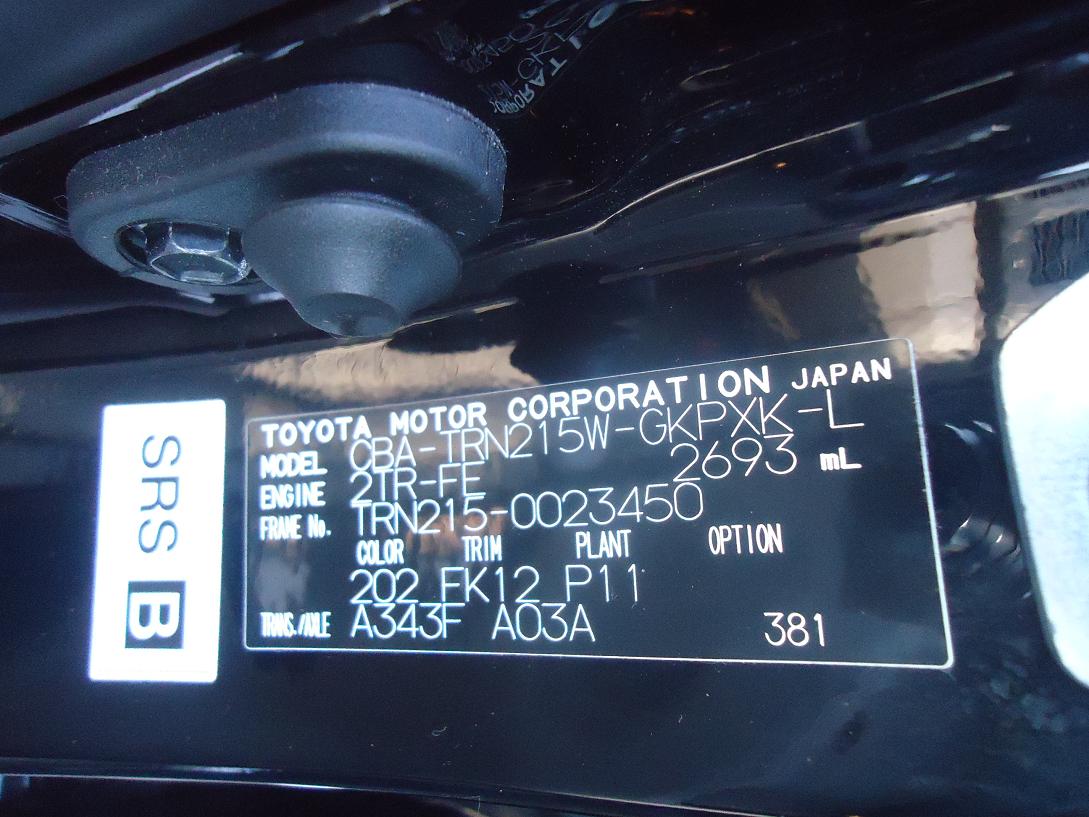 SRS B
TOYOTA MOTOR CORPORATION JAPAN
MODEL CBA-TRN215W-GKPXK-L
ENGINE 2TR-FE 2693 mL
FRAME No. TRN215-0023450
COLOR TRIM PLANT OPTION
202 FK12 P11
TRANS./AXLE A343F A03A 381